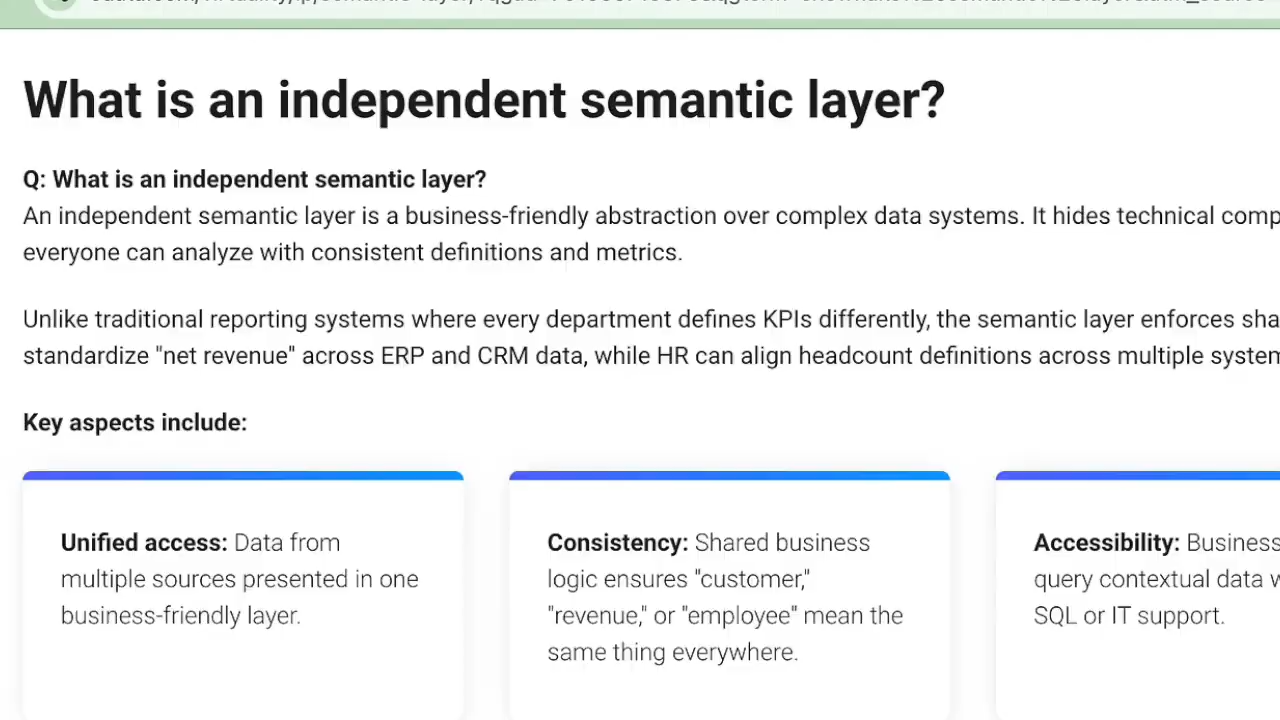 What is an independent semantic layer?
Q: What is an independent semantic layer?
An independent semantic layer is a business-friendly abstraction over complex data systems. It hides technical
everyone can analyze with consistent definitions and metrics.
Unlike traditional reporting systems where every department defines KPIs differently, the semantic layer enforces
standardize "net revenue" across ERP and CRM data, while HR can align headcount definitions across multiple
Key aspects include:
Unified access: Data from
multiple sources presented in one
business-friendly layer.
Consistency: Shared business
logic ensures "customer,"
"revenue," or "employee" mean the
same thing everywhere.
Accessibility: Business
query contextual data
SQL or IT support.